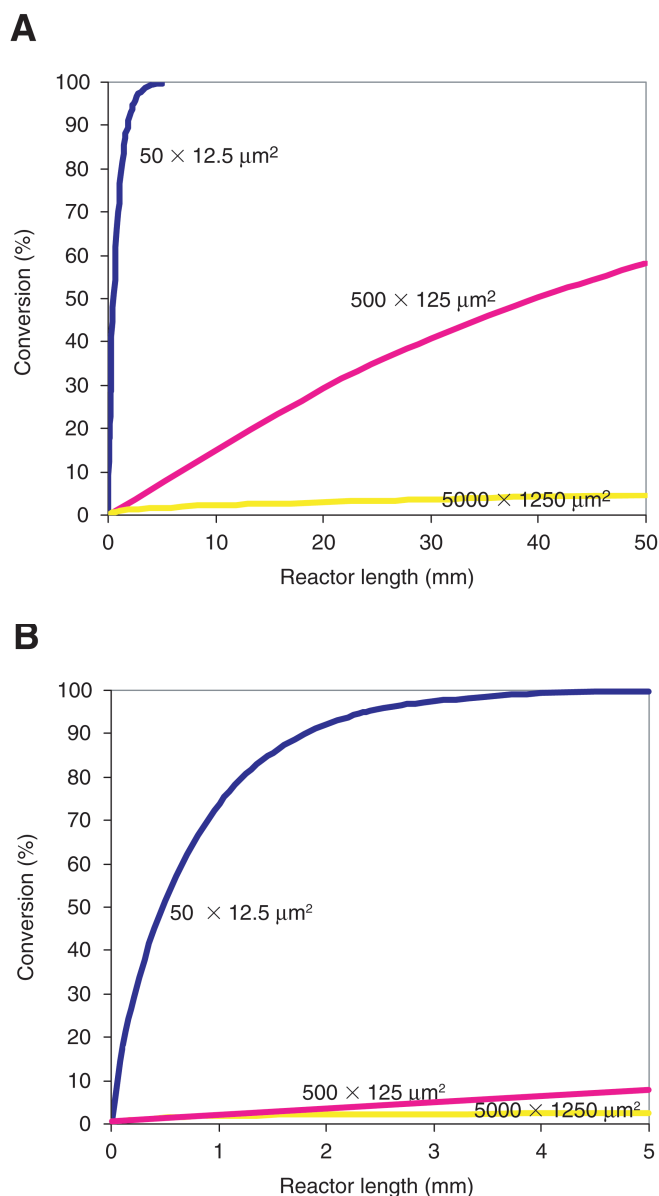 A
100
90
80
70
60
50
40
30
20
10
0
Conversion (%)
50 × 12.5 μm²
500 × 125 μm²
5000 × 1250 μm²
0 10 20 30 40 50
Reactor length (mm)
B
100
90
80
70
60
50
40
30
20
10
0
Conversion (%)
50 × 12.5 μm²
500 × 125 μm²
5000 × 1250 μm²
0 1 2 3 4 5
Reactor length (mm)